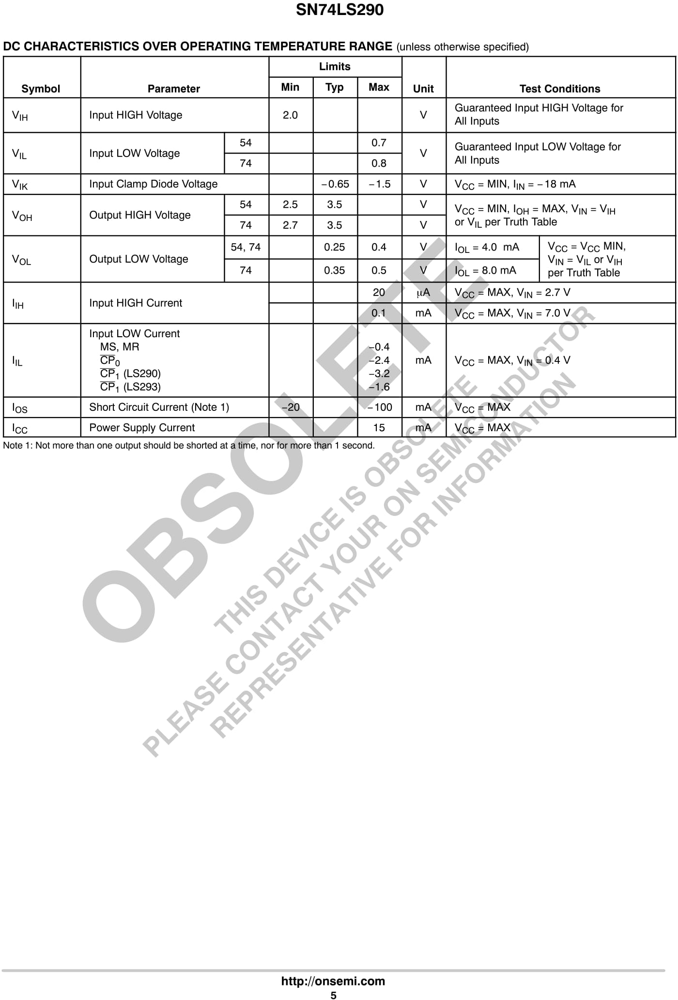 SN74LS290
DC CHARACTERISTICS OVER OPERATING TEMPERATURE RANGE (unless otherwise specified)
Symbol Parameter Limits Unit Test Conditions
Min Typ Max
VIH Input HIGH Voltage 2.0 V Guaranteed Input HIGH Voltage for
All Inputs
VIL Input LOW Voltage 54 0.7 V Guaranteed Input LOW Voltage for
74 0.8 All Inputs
VIK Input Clamp Diode Voltage −0.65 −1.5 V VCC = MIN, IIN = −18 mA
VOH Output HIGH Voltage 54 2.5 3.5 V VCC = MIN, IOH = MAX, VIN = VIH
74 2.7 3.5 V or VIL per Truth Table
VOL Output LOW Voltage 54, 74 0.25 0.4 V IOL = 4.0 mA VCC = VCC MIN,
VIN = VIL or VIH
74 0.35 0.5 V IOL = 8.0 mA per Truth Table
IIH Input HIGH Current 20 μA VCC = MAX, VIN = 2.7 V
0.1 mA VCC = MAX, VIN = 7.0 V
IIL Input LOW Current
MS, MR −0.4
C̅P̅0 −2.4 mA VCC = MAX, VIN = 0.4 V
C̅P̅1 (LS290) −3.2
C̅P̅1 (LS293) −1.6
IOS Short Circuit Current (Note 1) −20 −100 mA VCC = MAX
ICC Power Supply Current 15 mA VCC = MAX
Note 1: Not more than one output should be shorted at a time, nor for more than 1 second.
OBSOLETE
THIS DEVICE IS OBSOLETE
PLEASE CONTACT YOUR ON SEMICONDUCTOR
REPRESENTATIVE FOR INFORMATION
http://onsemi.com
5